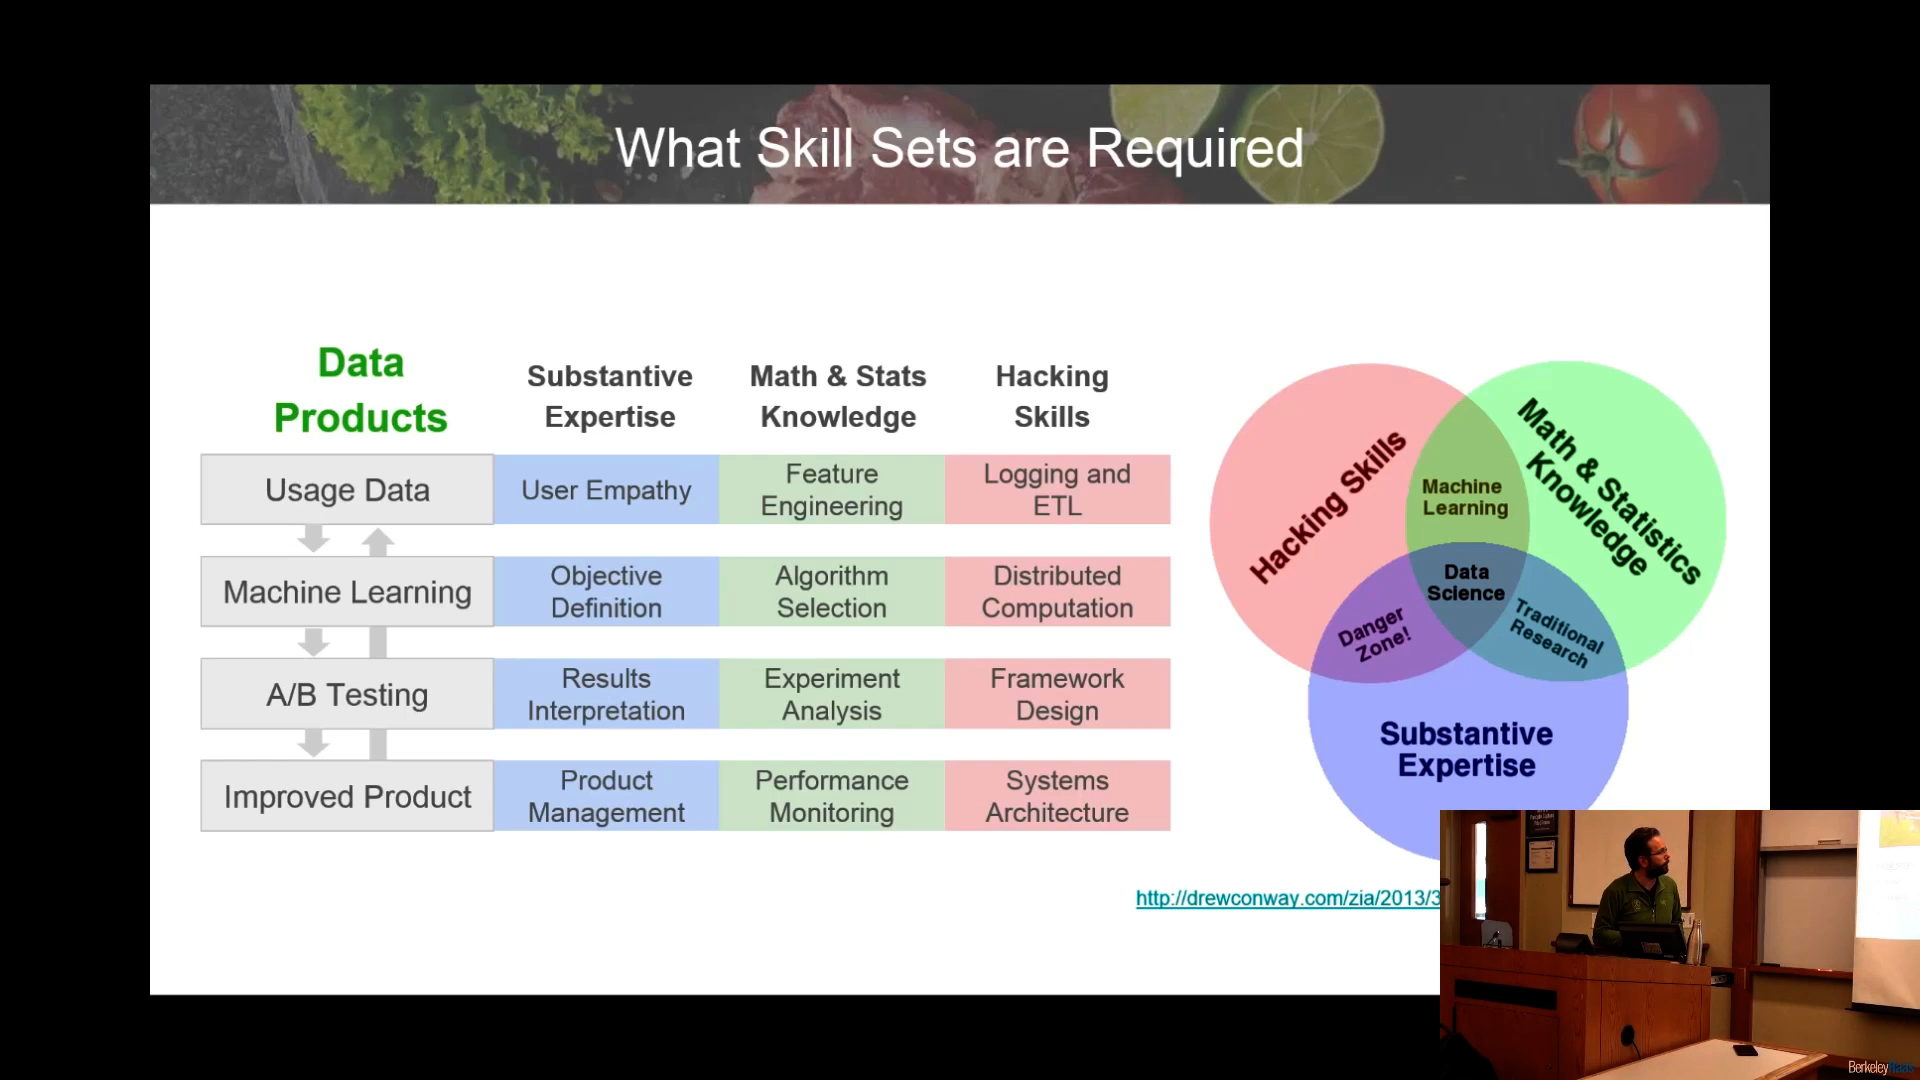 What Skill Sets are Required
Data
Products
Substantive
Expertise
Math & Stats
Knowledge
Hacking
Skills
Usage Data
User Empathy
Feature
Engineering
Logging and
ETL
Machine Learning
Objective
Definition
Algorithm
Selection
Distributed
Computation
A/B Testing
Results
Interpretation
Experiment
Analysis
Framework
Design
Improved Product
Product
Management
Performance
Monitoring
Systems
Architecture
Hacking Skills
Math & Statistics
Knowledge
Machine
Learning
Data
Science
Danger
Zone!
Traditional
Research
Substantive
Expertise
http://drewconway.com/zia/2013/3
BerkeleyHaas